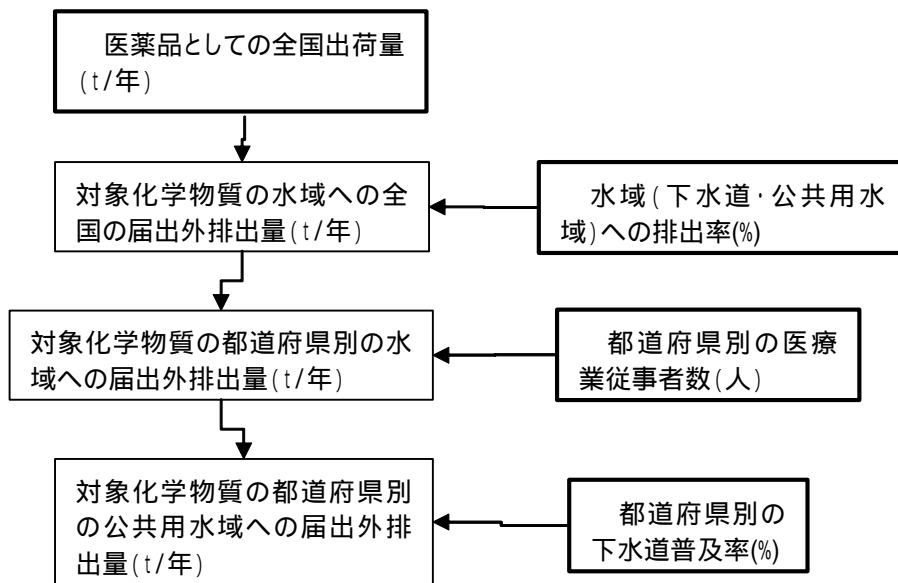 医薬品としての全国出荷量
(t/年)
対象化学物質の水域への全
国の届出外排出量(t/年)
水域(下水道・公共用水
域)への排出率(%)
対象化学物質の都道府県別の水
域への届出外排出量(t/年)
都道府県別の医療
業従事者数(人)
対象化学物質の都道府県別
の公共用水域への届出外排
出量(t/年)
都道府県別の
下水道普及率(%)